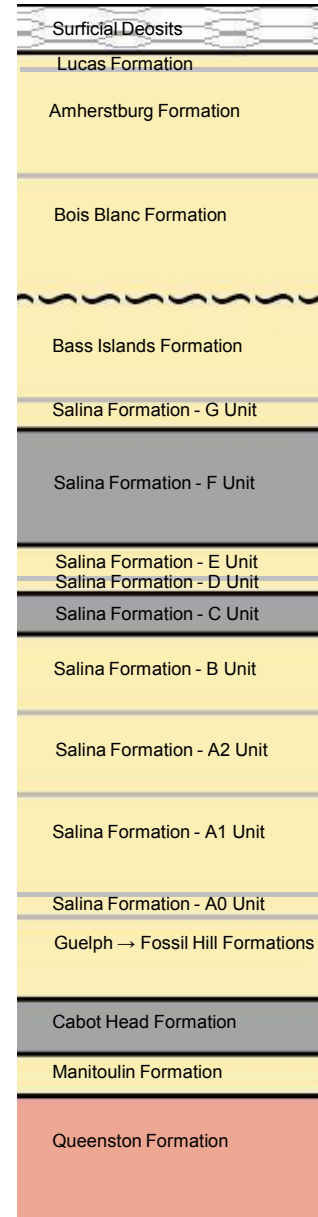 Surficial Deosits
Lucas Formation
Amherstburg Formation
Bois Blanc Formation
Bass Islands Formation
Salina Formation - G Unit
Salina Formation - F Unit
Salina Formation - E Unit
Salina Formation - D Unit
Salina Formation - C Unit
Salina Formation - B Unit
Salina Formation - A2 Unit
Salina Formation - A1 Unit
Salina Formation - A0 Unit
Guelph → Fossil Hill Formations
Cabot Head Formation
Manitoulin Formation
Queenston Formation